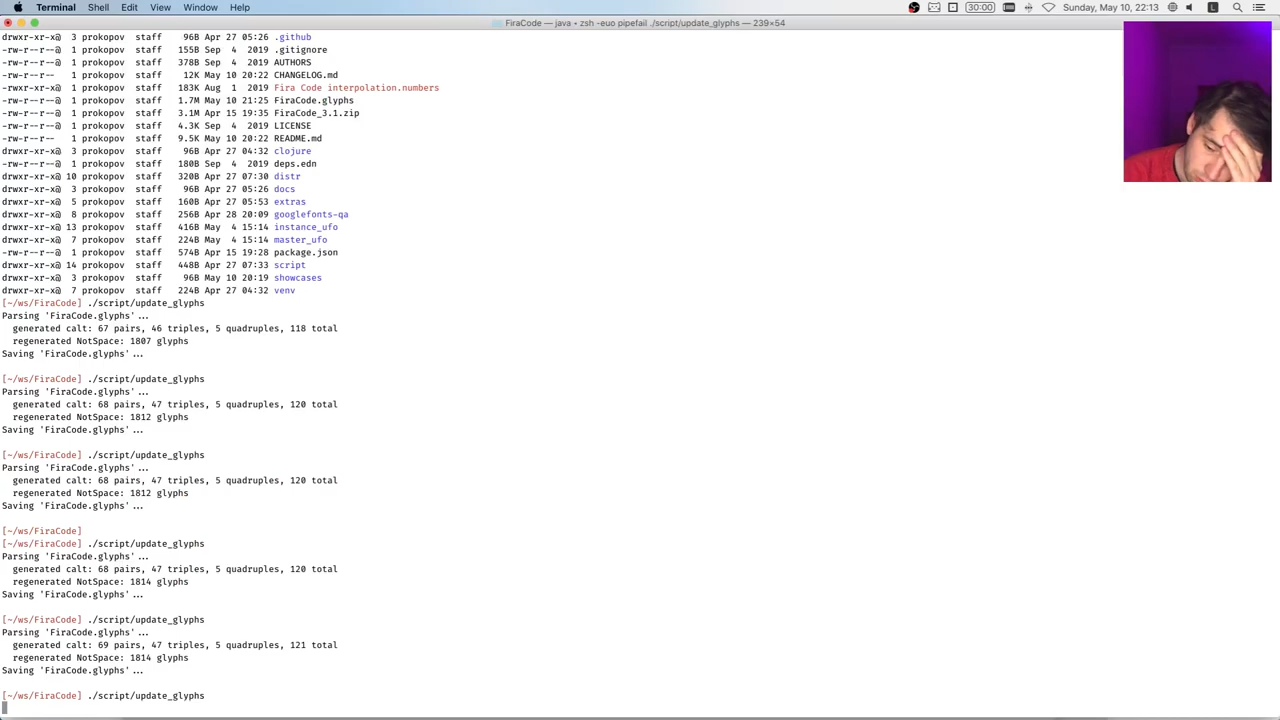 Terminal Shell Edit View Window Help 30:00 L Sunday, May 10, 22:13
FiraCode — java • zsh -euo pipefail ./script/update_glyphs — 239×54
drwxr-xr-x@ 3 prokopov staff 96B Apr 27 05:26 .github
-rw-r--r--@ 1 prokopov staff 155B Sep 4 2019 .gitignore
-rw-r--r--@ 1 prokopov staff 378B Sep 4 2019 AUTHORS
-rw-r--r-- 1 prokopov staff 12K May 10 20:22 CHANGELOG.md
-rw-r--r--@ 1 prokopov staff 183K Aug 1 2019 Fira Code interpolation.numbers
-rw-r--r--@ 1 prokopov staff 1.7M May 10 21:25 FiraCode.glyphs
-rw-r--r--@ 1 prokopov staff 3.1M Apr 15 19:35 FiraCode_3.1.zip
-rw-r--r--@ 1 prokopov staff 4.3K Sep 4 2019 LICENSE
-rw-r--r-- 1 prokopov staff 9.5K May 10 20:22 README.md
drwxr-xr-x@ 3 prokopov staff 96B Apr 27 04:32 clojure
-rw-r--r--@ 1 prokopov staff 180B Sep 4 2019 deps.edn
drwxr-xr-x@ 10 prokopov staff 320B Apr 27 07:30 distr
drwxr-xr-x@ 3 prokopov staff 96B Apr 27 05:26 docs
drwxr-xr-x@ 5 prokopov staff 160B Apr 27 05:53 extras
drwxr-xr-x@ 8 prokopov staff 256B Apr 28 20:09 googlefonts-qa
drwxr-xr-x@ 13 prokopov staff 416B May 4 15:14 instance_ufo
drwxr-xr-x@ 7 prokopov staff 224B May 4 15:14 master_ufo
-rw-r--r--@ 1 prokopov staff 574B Apr 15 19:28 package.json
drwxr-xr-x@ 14 prokopov staff 448B Apr 27 07:33 script
drwxr-xr-x@ 3 prokopov staff 96B May 10 20:19 showcases
drwxr-xr-x@ 7 prokopov staff 224B Apr 27 04:32 venv
[~/ws/FiraCode] ./script/update_glyphs
Parsing 'FiraCode.glyphs'...
generated calt: 67 pairs, 46 triples, 5 quadruples, 118 total
regenerated NotSpace: 1807 glyphs
Saving 'FiraCode.glyphs'...
[~/ws/FiraCode] ./script/update_glyphs
Parsing 'FiraCode.glyphs'...
generated calt: 68 pairs, 47 triples, 5 quadruples, 120 total
regenerated NotSpace: 1812 glyphs
Saving 'FiraCode.glyphs'...
[~/ws/FiraCode] ./script/update_glyphs
Parsing 'FiraCode.glyphs'...
generated calt: 68 pairs, 47 triples, 5 quadruples, 120 total
regenerated NotSpace: 1812 glyphs
Saving 'FiraCode.glyphs'...
[~/ws/FiraCode]
[~/ws/FiraCode] ./script/update_glyphs
Parsing 'FiraCode.glyphs'...
generated calt: 68 pairs, 47 triples, 5 quadruples, 120 total
regenerated NotSpace: 1814 glyphs
Saving 'FiraCode.glyphs'...
[~/ws/FiraCode] ./script/update_glyphs
Parsing 'FiraCode.glyphs'...
generated calt: 69 pairs, 47 triples, 5 quadruples, 121 total
regenerated NotSpace: 1814 glyphs
Saving 'FiraCode.glyphs'...
[~/ws/FiraCode] ./script/update_glyphs